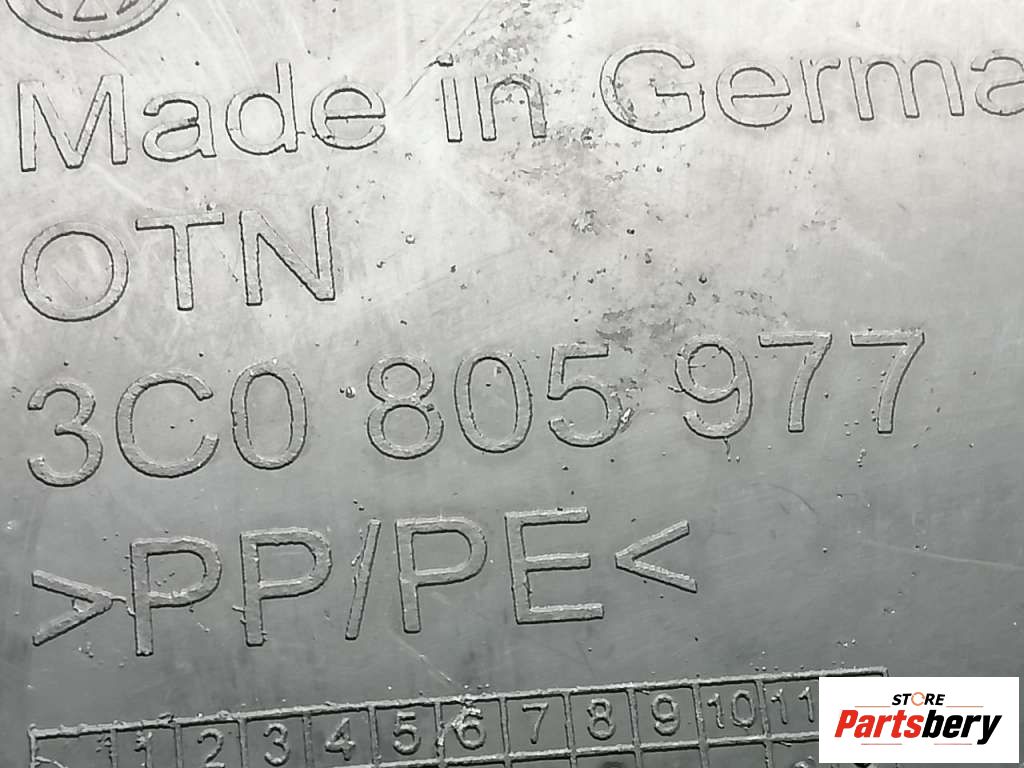 Made in Germa
OTN
3C0 805 977
>PP/PE<
1 2 3 4 5 6 7 8 9 10 11
STORE
Partsbery